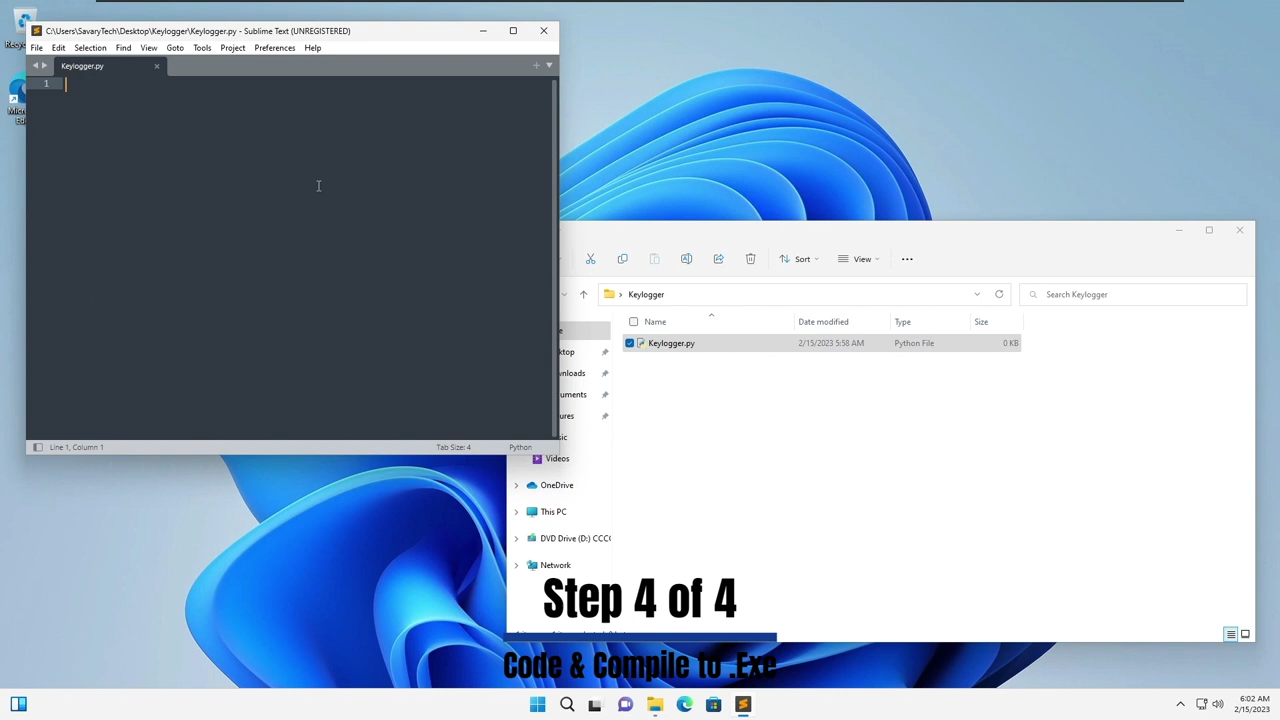 C:\Users\SavaryTech\Desktop\Keylogger\Keylogger.py - Sublime Text (UNREGISTERED)
File Edit Selection Find View Goto Tools Project Preferences Help
Keylogger.py
1
Line 1, Column 1 Tab Size: 4 Python
Sort View
Keylogger Search Keylogger
Name Date modified Type Size
Keylogger.py 2/15/2023 5:58 AM Python File 0 KB
Videos
OneDrive
This PC
DVD Drive (D:) CCC
Network
Step 4 of 4
Code & Compile to .Exe
2/15/2023